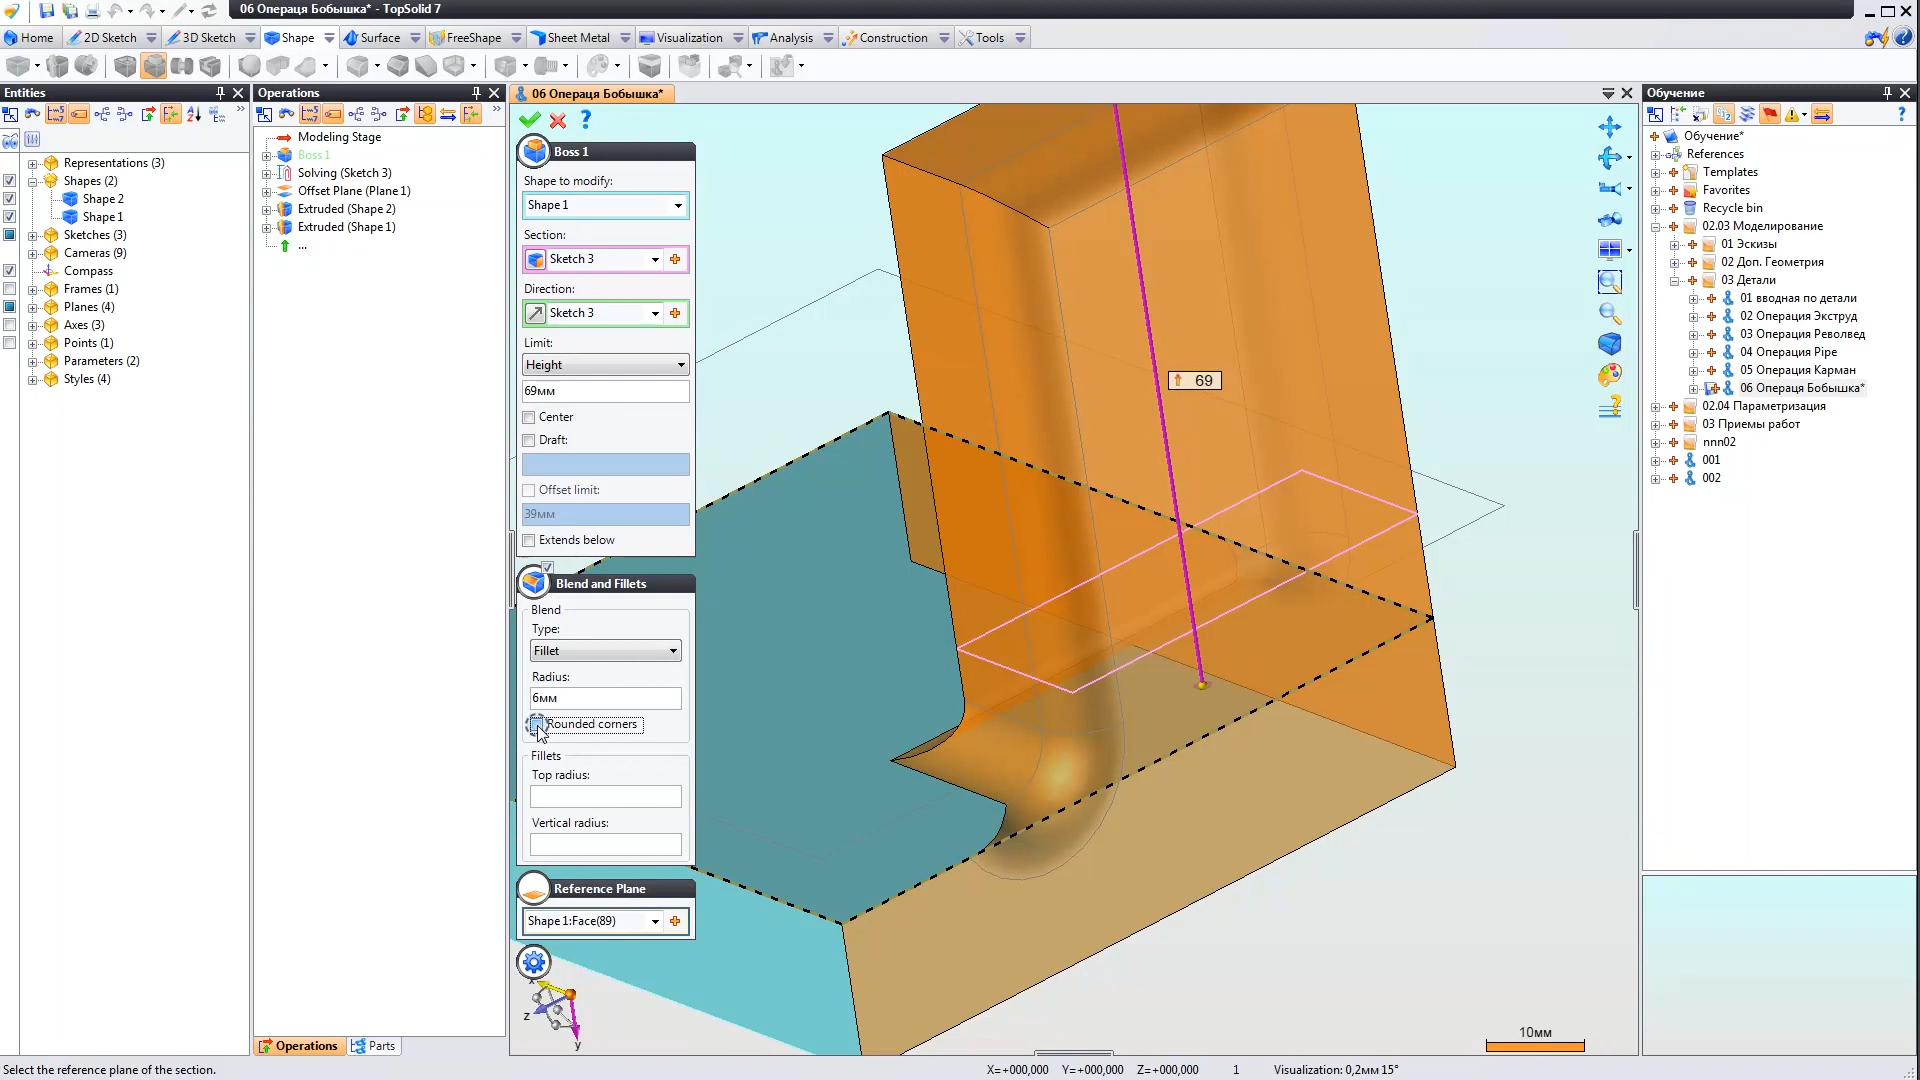 06 Операця Бобышка* - TopSolid 7
Home
2D Sketch
3D Sketch
Shape
Surface
FreeShape
Sheet Metal
Visualization
Analysis
Construction
Tools
Entities
Operations
06 Операця Бобышка*
Обучение
Representations (3)
Shapes (2)
Shape 2
Shape 1
Sketches (3)
Cameras (9)
Compass
Frames (1)
Planes (4)
Axes (3)
Points (1)
Parameters (2)
Styles (4)
Modeling Stage
Boss 1
Solving (Sketch 3)
Offset Plane (Plane 1)
Extruded (Shape 2)
Extruded (Shape 1)
...
Operations
Parts
Boss 1
Shape to modify:
Shape 1
Section:
Sketch 3
Direction:
Sketch 3
Limit:
Height
69мм
Center
Draft:
Offset limit:
39мм
Extends below
Blend and Fillets
Blend
Type:
Fillet
Radius:
6мм
Rounded corners
Fillets
Top radius:
Vertical radius:
Reference Plane
Shape 1:Face(89)
x
z
y
69
10мм
Обучение*
References
Templates
Favorites
Recycle bin
02.03 Моделирование
01 Эскизы
02 Доп. Геометрия
03 Детали
01 вводная по детали
02 Операция Экструд
03 Операция Револвед
04 Операция Pipe
05 Операция Карман
06 Операця Бобышка*
02.04 Параметризация
03 Приемы работ
nnn02
001
002
Select the reference plane of the section.
X=+000,000 Y=+000,000 Z=+000,000 1 Visualization: 0,2мм 15°